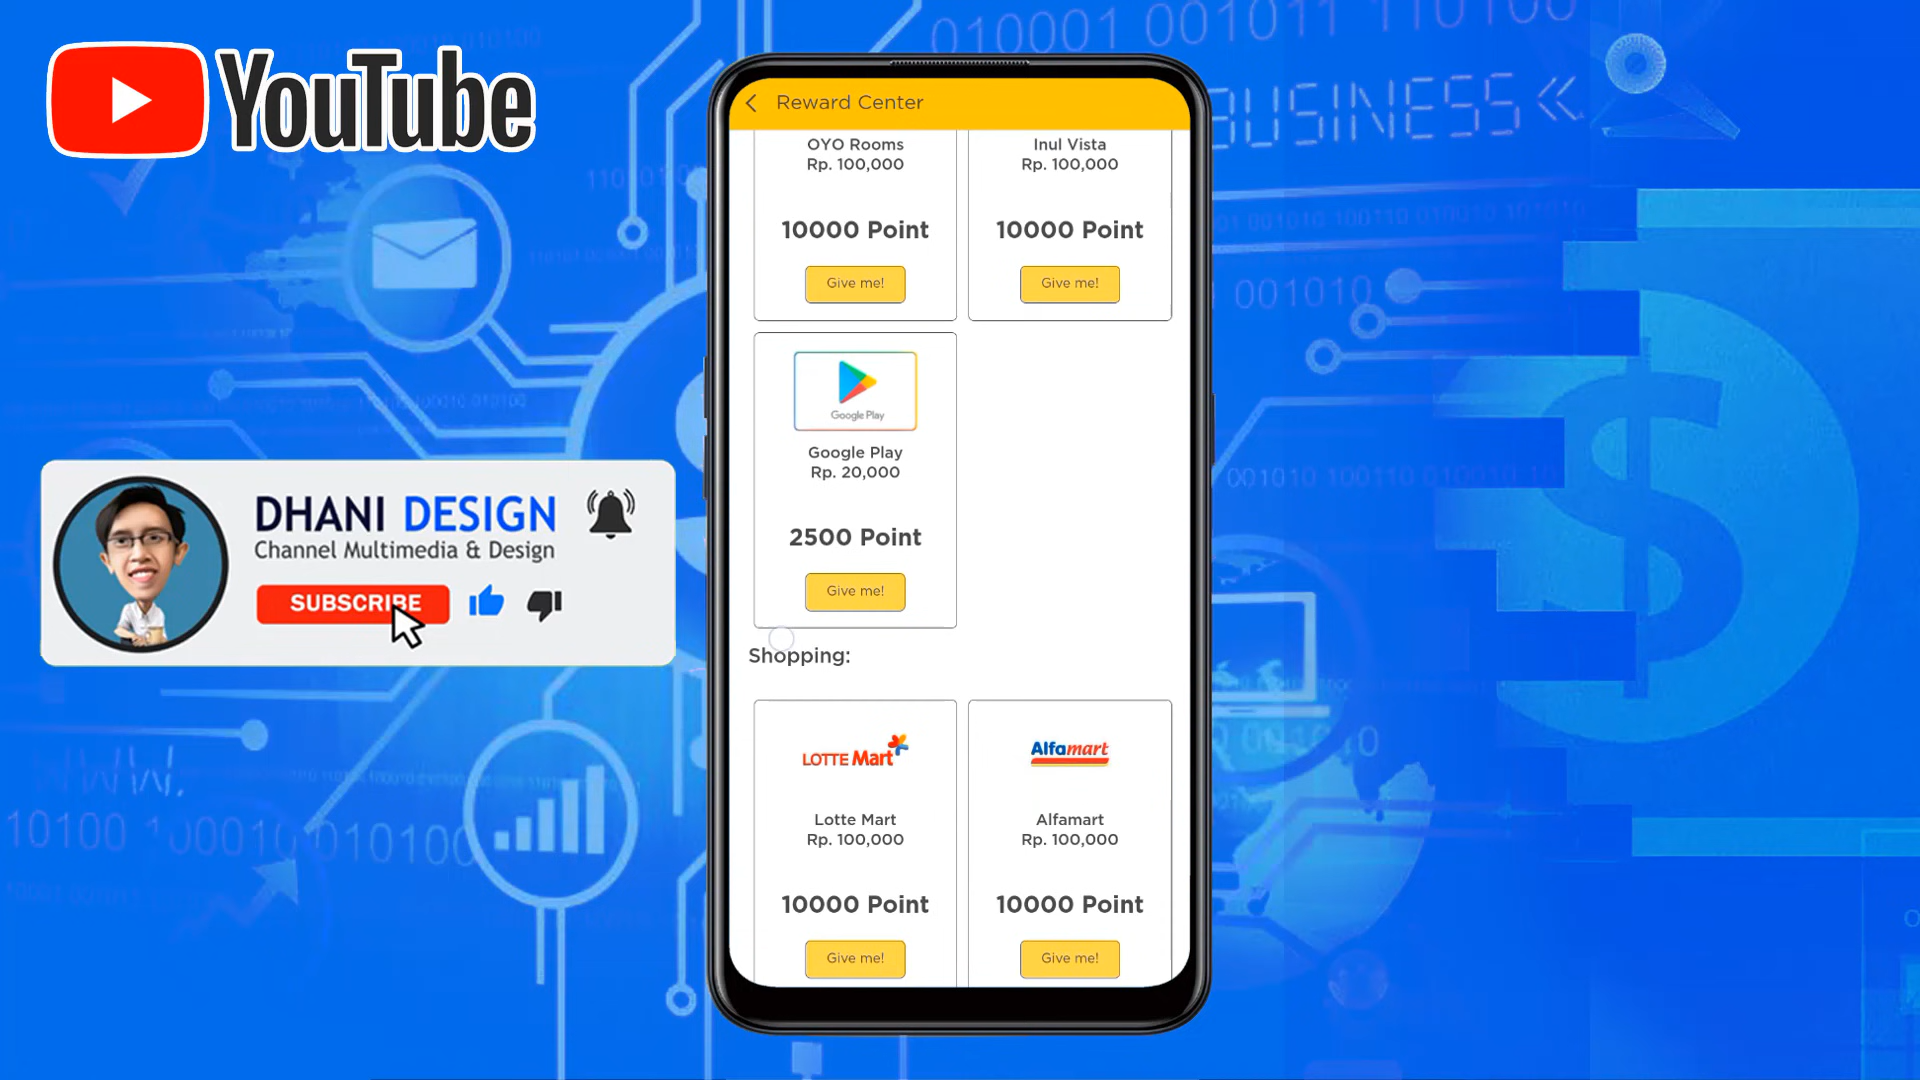 YouTube
010001 001011 110100
BUSINESS <<
Reward Center
OYO Rooms
Rp. 100,000
10000 Point
Give me!
Inul Vista
Rp. 100,000
10000 Point
Give me!
Google Play
Google Play
Rp. 20,000
2500 Point
Give me!
001010
DHANI DESIGN
Channel Multimedia & Design
SUBSCRIBE
Shopping:
LOTTE Mart
Lotte Mart
Rp. 100,000
10000 Point
Give me!
Alfamart
Alfamart
Rp. 100,000
10000 Point
Give me!
WWW.